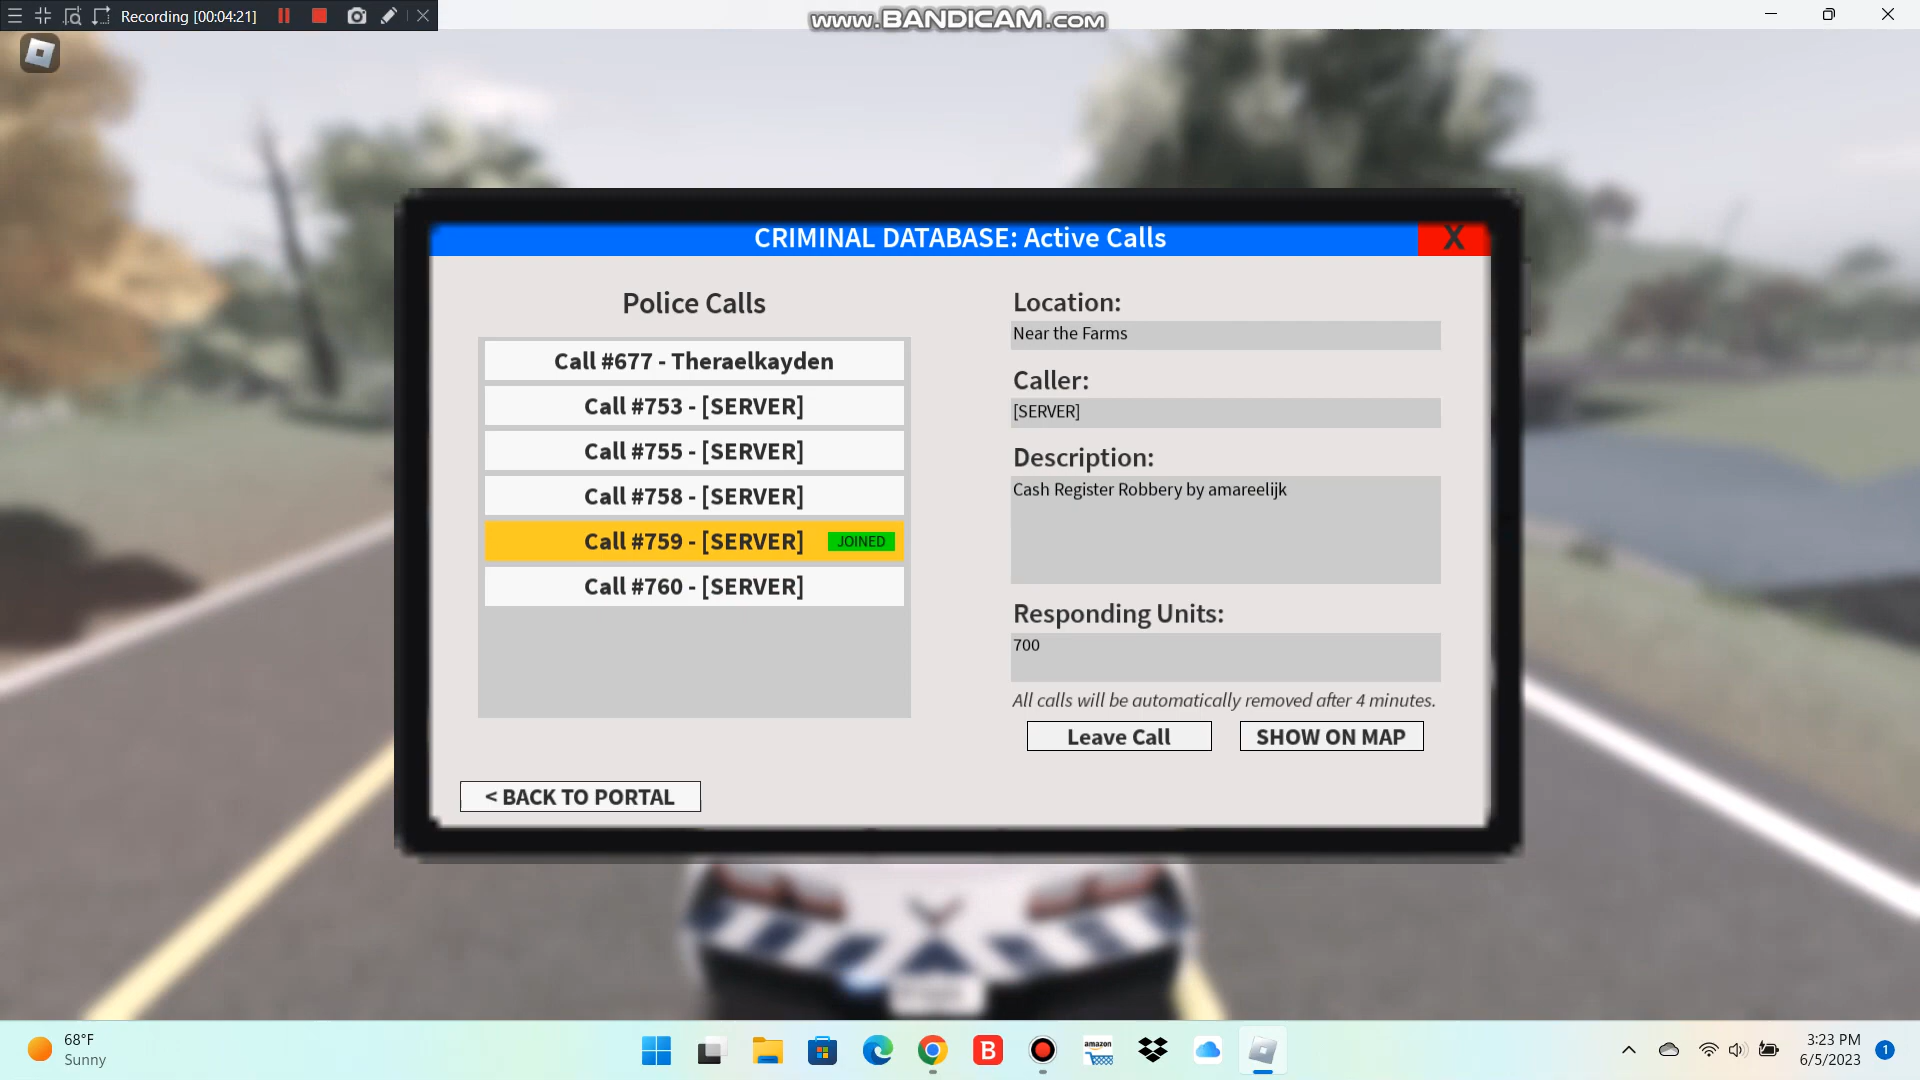 Recording [00:04:21]
www.BANDICAM.com
CRIMINAL DATABASE: Active Calls
X
Police Calls
Call #677 - Theraelkayden
Call #753 - [SERVER]
Call #755 - [SERVER]
Call #758 - [SERVER]
Call #759 - [SERVER] JOINED
Call #760 - [SERVER]
< BACK TO PORTAL
Location:
Near the Farms
Caller:
[SERVER]
Description:
Cash Register Robbery by amareelijk
Responding Units:
700
All calls will be automatically removed after 4 minutes.
Leave Call
SHOW ON MAP
68°F
Sunny
B
amazon
3:23 PM
6/5/2023
1